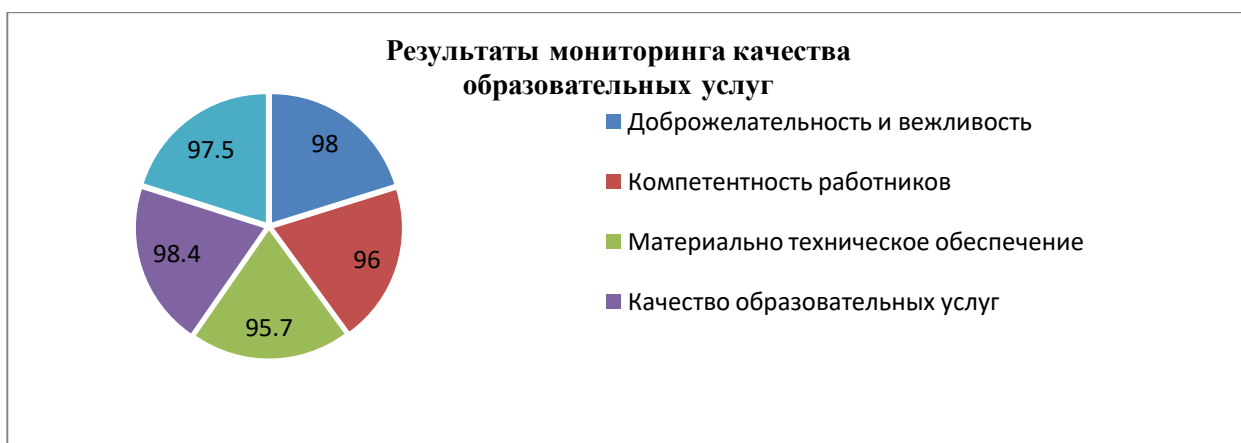 Результаты мониторинга качества
образовательных услуг
98
96
95.7
98.4
97.5
Доброжелательность и вежливость
Компетентность работников
Материально техническое обеспечение
Качество образовательных услуг